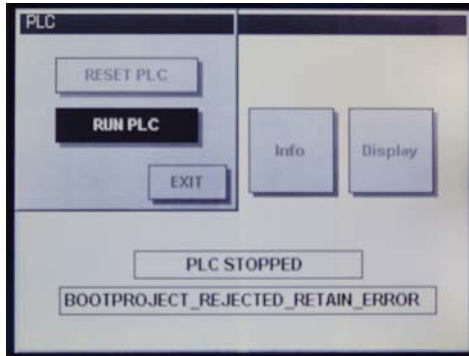 PLC
RESET PLC
RUN PLC
EXIT
Info
Display
PLC STOPPED
BOOTPROJECT_REJECTED_RETAIN_ERROR